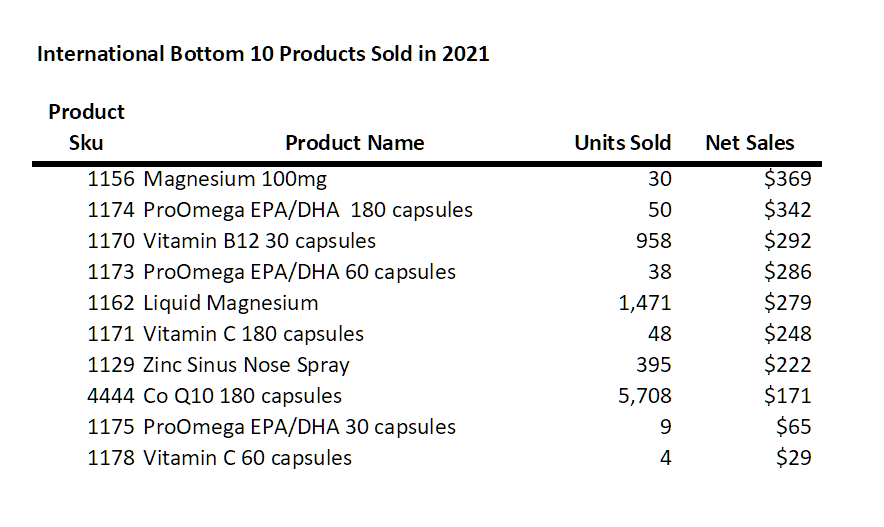 International Bottom 10 Products Sold in 2021
Product
Sku Product Name Units Sold Net Sales
1156 Magnesium 100mg 30 $369
1174 ProOmega EPA/DHA  180 capsules 50 $342
1170 Vitamin B12 30 capsules 958 $292
1173 ProOmega EPA/DHA 60 capsules 38 $286
1162 Liquid Magnesium 1,471 $279
1171 Vitamin C 180 capsules 48 $248
1129 Zinc Sinus Nose Spray 395 $222
4444 Co Q10 180 capsules 5,708 $171
1175 ProOmega EPA/DHA 30 capsules 9 $65
1178 Vitamin C 60 capsules 4 $29